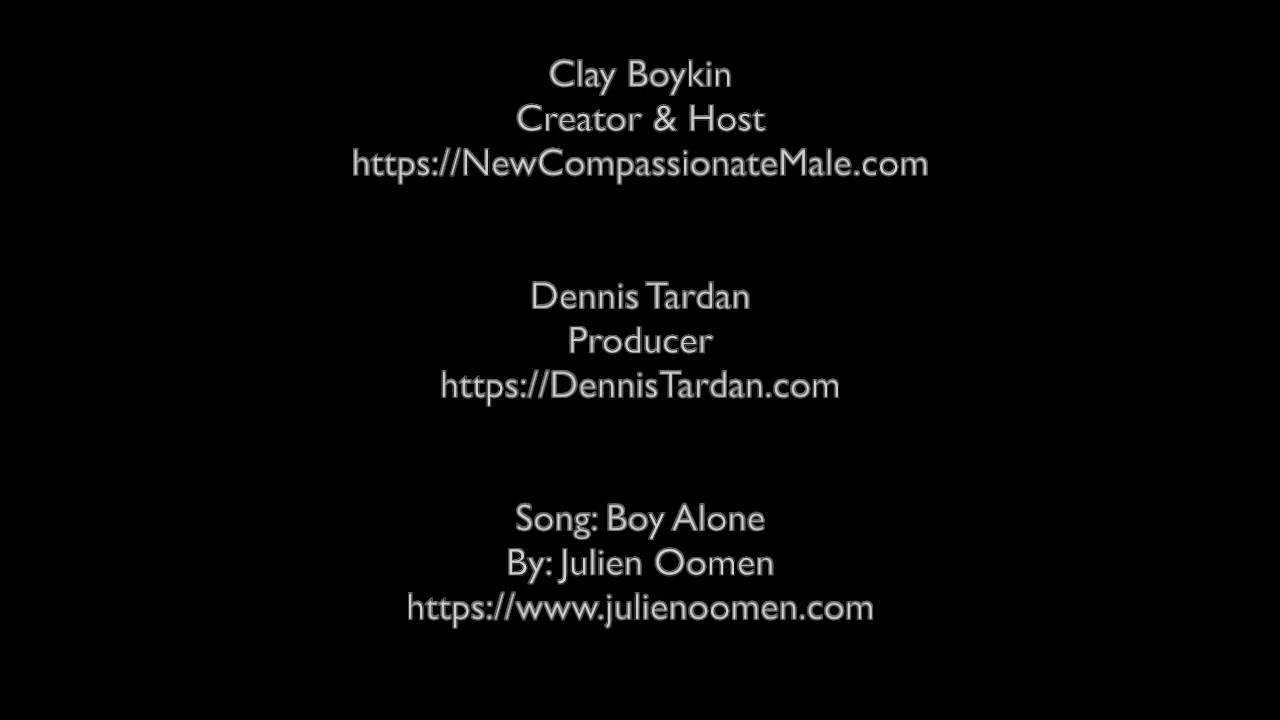 Clay Boykin
Creator & Host
https://NewCompassionateMale.com
Dennis Tardan
Producer
https://DennisTardan.com
Song: Boy Alone
By: Julien Oomen
https://www.julienoomen.com